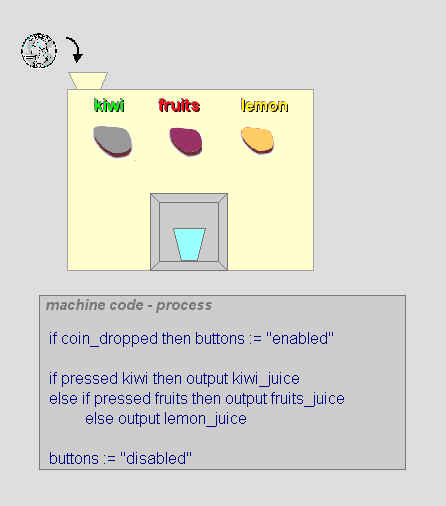 kiwi fruits lemon
machine code - process
if coin_dropped then buttons := "enabled"
if pressed kiwi then output kiwi_juice
else if pressed fruits then output fruits_juice
else output lemon_juice
buttons := "disabled"